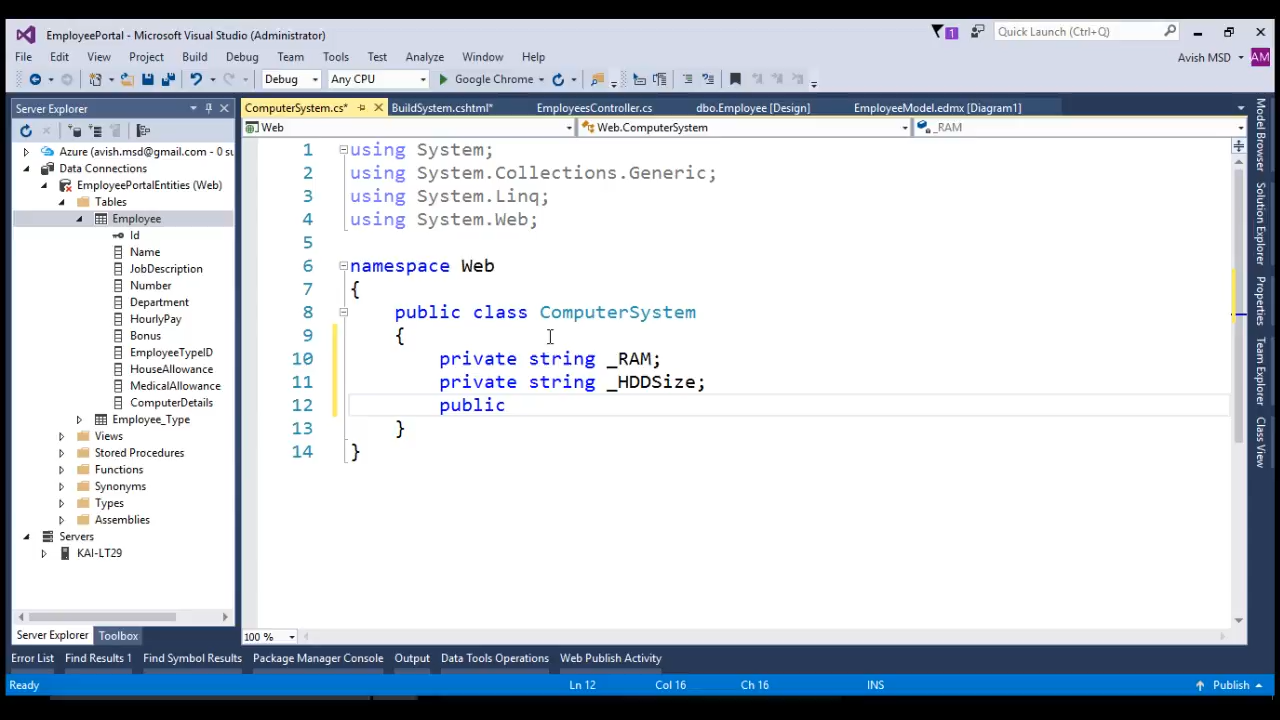 EmployeePortal - Microsoft Visual Studio (Administrator)
1
Quick Launch (Ctrl+Q)
File Edit View Project Build Debug Team Tools Test Analyze Window Help
Avish MSD
AM
Debug Any CPU Google Chrome
Server Explorer
ComputerSystem.cs* BuildSystem.cshtml* EmployeesController.cs dbo.Employee [Design] EmployeeModel.edmx [Diagram1]
Web Web.ComputerSystem _RAM
Azure (avish.msd@gmail.com - 0 su
Data Connections
EmployeePortalEntities (Web)
Tables
Employee
Id
Name
JobDescription
Number
Department
HourlyPay
Bonus
EmployeeTypeID
HouseAllowance
MedicalAllowance
ComputerDetails
Employee_Type
Views
Stored Procedures
Functions
Synonyms
Types
Assemblies
Servers
KAI-LT29
Server Explorer Toolbox
1 using System;
2 using System.Collections.Generic;
3 using System.Linq;
4 using System.Web;
5
6 namespace Web
7 {
8 public class ComputerSystem
9 {
10 private string _RAM;
11 private string _HDDSize;
12 public
13 }
14 }
100 %
Model Browser
Solution Explorer
Properties
Team Explorer
Class View
Error List Find Results 1 Find Symbol Results Package Manager Console Output Data Tools Operations Web Publish Activity
Ready Ln 12 Col 16 Ch 16 INS Publish